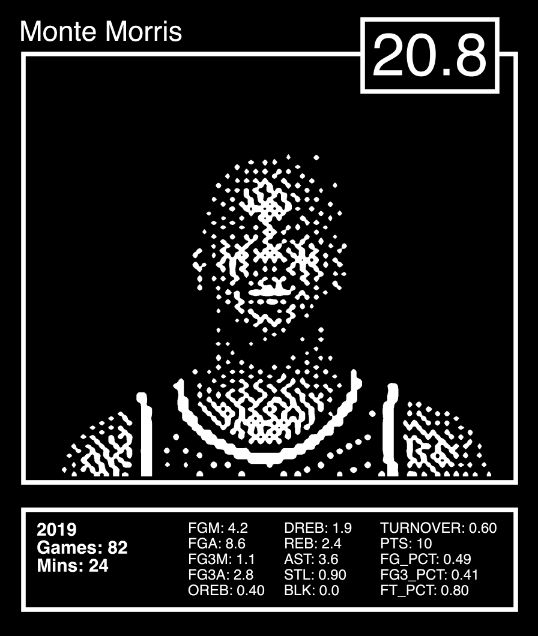 Monte Morris
20.8
2019
Games: 82
Mins: 24
FGM: 4.2
FGA: 8.6
FG3M: 1.1
FG3A: 2.8
OREB: 0.40
DREB: 1.9
REB: 2.4
AST: 3.6
STL: 0.90
BLK: 0.0
TURNOVER: 0.60
PTS: 10
FG_PCT: 0.49
FG3_PCT: 0.41
FT_PCT: 0.80